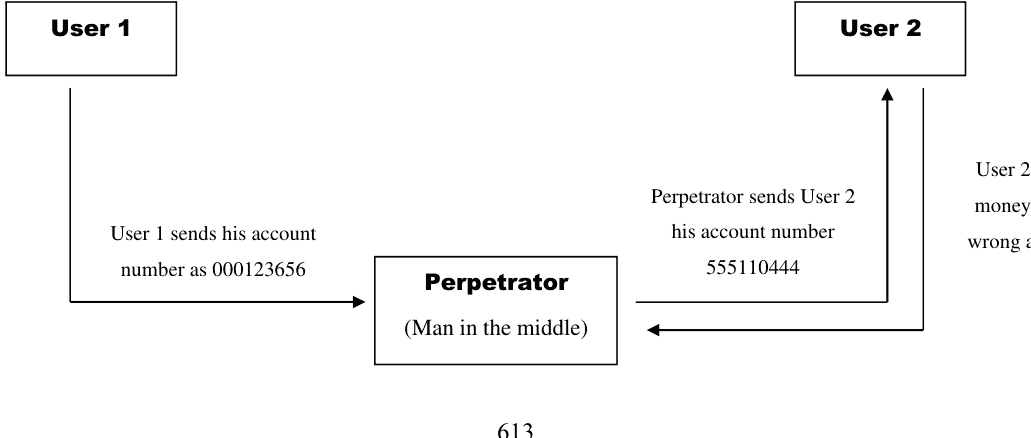 User 1
User 2
User 1 sends his account
number as 000123656
Perpetrator sends User 2
his account number
555110444
User 2
money
wrong a
Perpetrator
(Man in the middle)
613